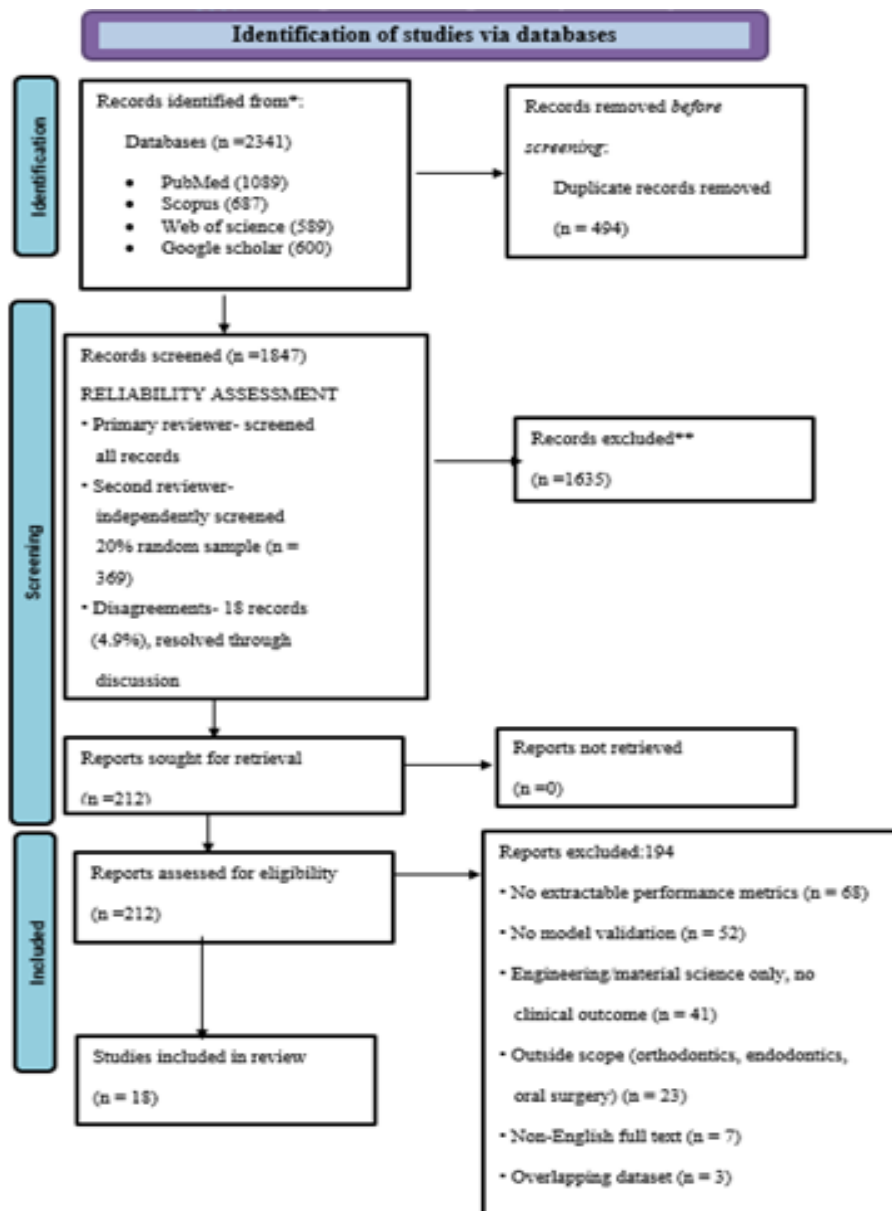 Identification of studies via databases
Identification
Records identified from*:
Databases (n =2341)
• PubMed (1089)
• Scopus (687)
• Web of science (589)
• Google scholar (600)
Records removed before
screening:
Duplicate records removed
(n = 494)
Screening
Records screened (n =1847)
RELIABILITY ASSESSMENT
• Primary reviewer- screened
all records
• Second reviewer-
independently screened
20% random sample (n =
369)
• Disagreements- 18 records
(4.9%), resolved through
discussion
Records excluded**
(n =1635)
Reports sought for retrieval
(n =212)
Reports not retrieved
(n =0)
Included
Reports assessed for eligibility
(n =212)
Reports excluded:194
• No extractable performance metrics (n = 68)
• No model validation (n = 52)
• Engineering/material science only, no
clinical outcome (n = 41)
• Outside scope (orthodontics, endodontics,
oral surgery) (n = 23)
• Non-English full text (n = 7)
• Overlapping dataset (n = 3)
Studies included in review
(n = 18)